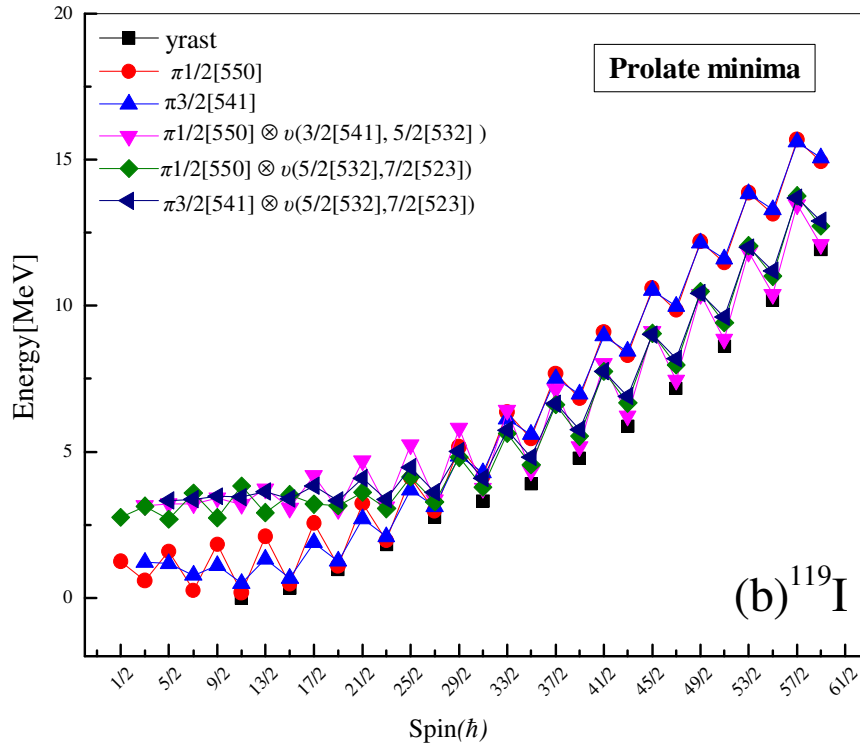 20
15
10
5
0
Energy[MeV]
yrast
π1/2[550]
π3/2[541]
π1/2[550] ⊗ υ(3/2[541], 5/2[532] )
π1/2[550] ⊗ υ(5/2[532],7/2[523])
π3/2[541] ⊗ υ(5/2[532],7/2[523])
Prolate minima
(b)¹¹⁹I
1/2 5/2 9/2 13/2 17/2 21/2 25/2 29/2 33/2 37/2 41/2 45/2 49/2 53/2 57/2 61/2
Spin(ħ)